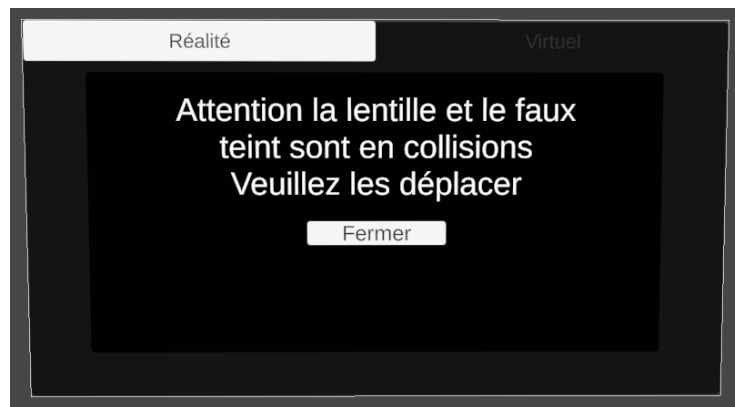 Réalité
Virtuel
Attention la lentille et le faux
teint sont en collisions
Veuillez les déplacer
Fermer